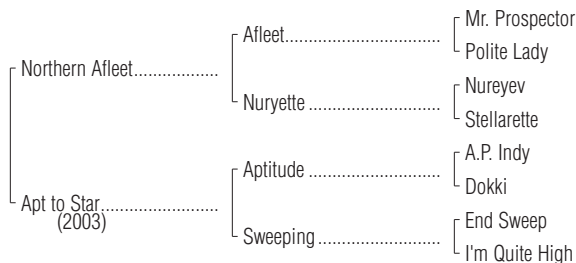 Mr. Prospector
Afleet
Polite Lady
Northern Afleet
Nureyev
Nuryette
Stellarette
A.P. Indy
Aptitude
Dokki
Apt to Star
(2003)
End Sweep
Sweeping
I'm Quite High